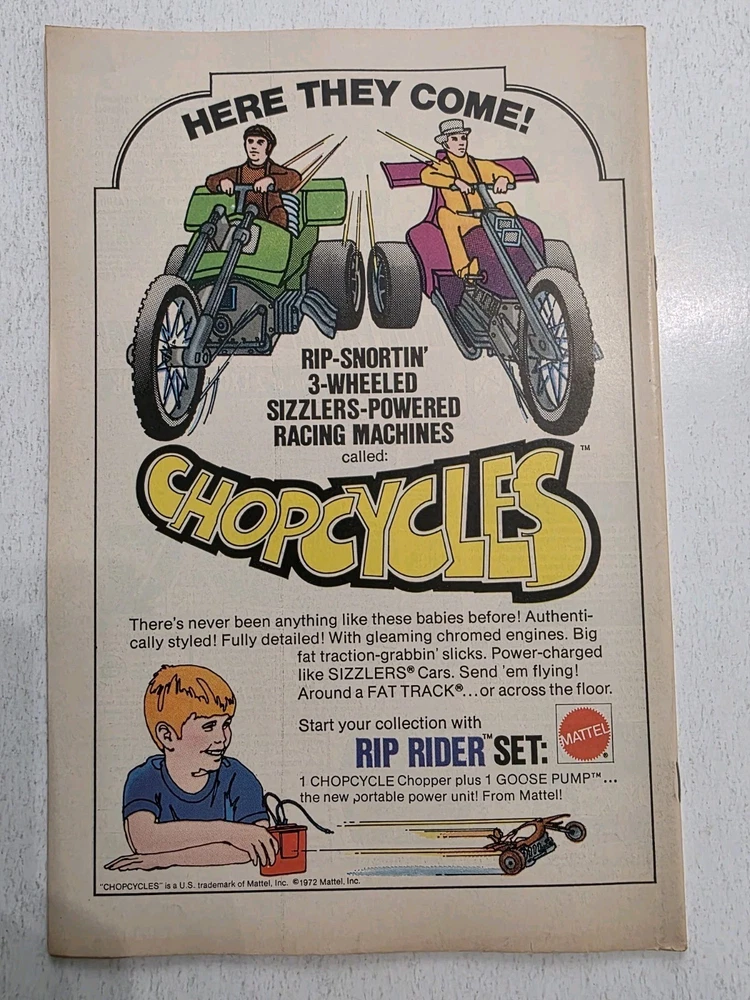 HERE THEY COME!
RIP-SNORTIN'
3-WHEELED
SIZZLERS-POWERED
RACING MACHINES
called:
CHOPCYCLES™
There's never been anything like these babies before! Authenti-
cally styled! Fully detailed! With gleaming chromed engines. Big
fat traction-grabbin' slicks. Power-charged
like SIZZLERS® Cars. Send 'em flying!
Around a FAT TRACK®...or across the floor.
Start your collection with
RIP RIDER™ SET:
MATTEL®
1 CHOPCYCLE Chopper plus 1 GOOSE PUMP™...
the new portable power unit! From Mattel!
"CHOPCYCLES" is a U.S. trademark of Mattel, Inc. ©1972 Mattel, Inc.